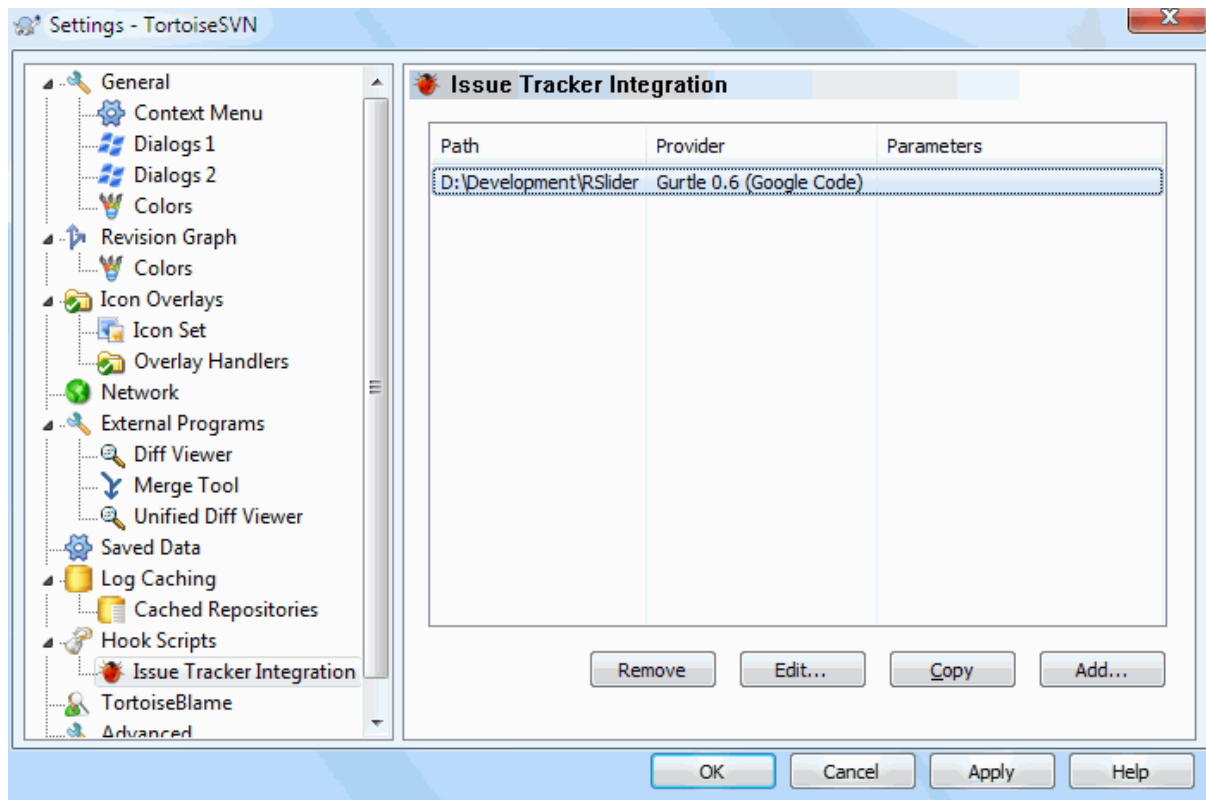 Settings - TortoiseSVN
General
Context Menu
Dialogs 1
Dialogs 2
Colors
Revision Graph
Colors
Icon Overlays
Icon Set
Overlay Handlers
Network
External Programs
Diff Viewer
Merge Tool
Unified Diff Viewer
Saved Data
Log Caching
Cached Repositories
Hook Scripts
Issue Tracker Integration
TortoiseBlame
Advanced
Issue Tracker Integration
Path Provider Parameters
D:\Development\RSlider Gurtle 0.6 (Google Code)
Remove Edit... Copy Add...
OK Cancel Apply Help